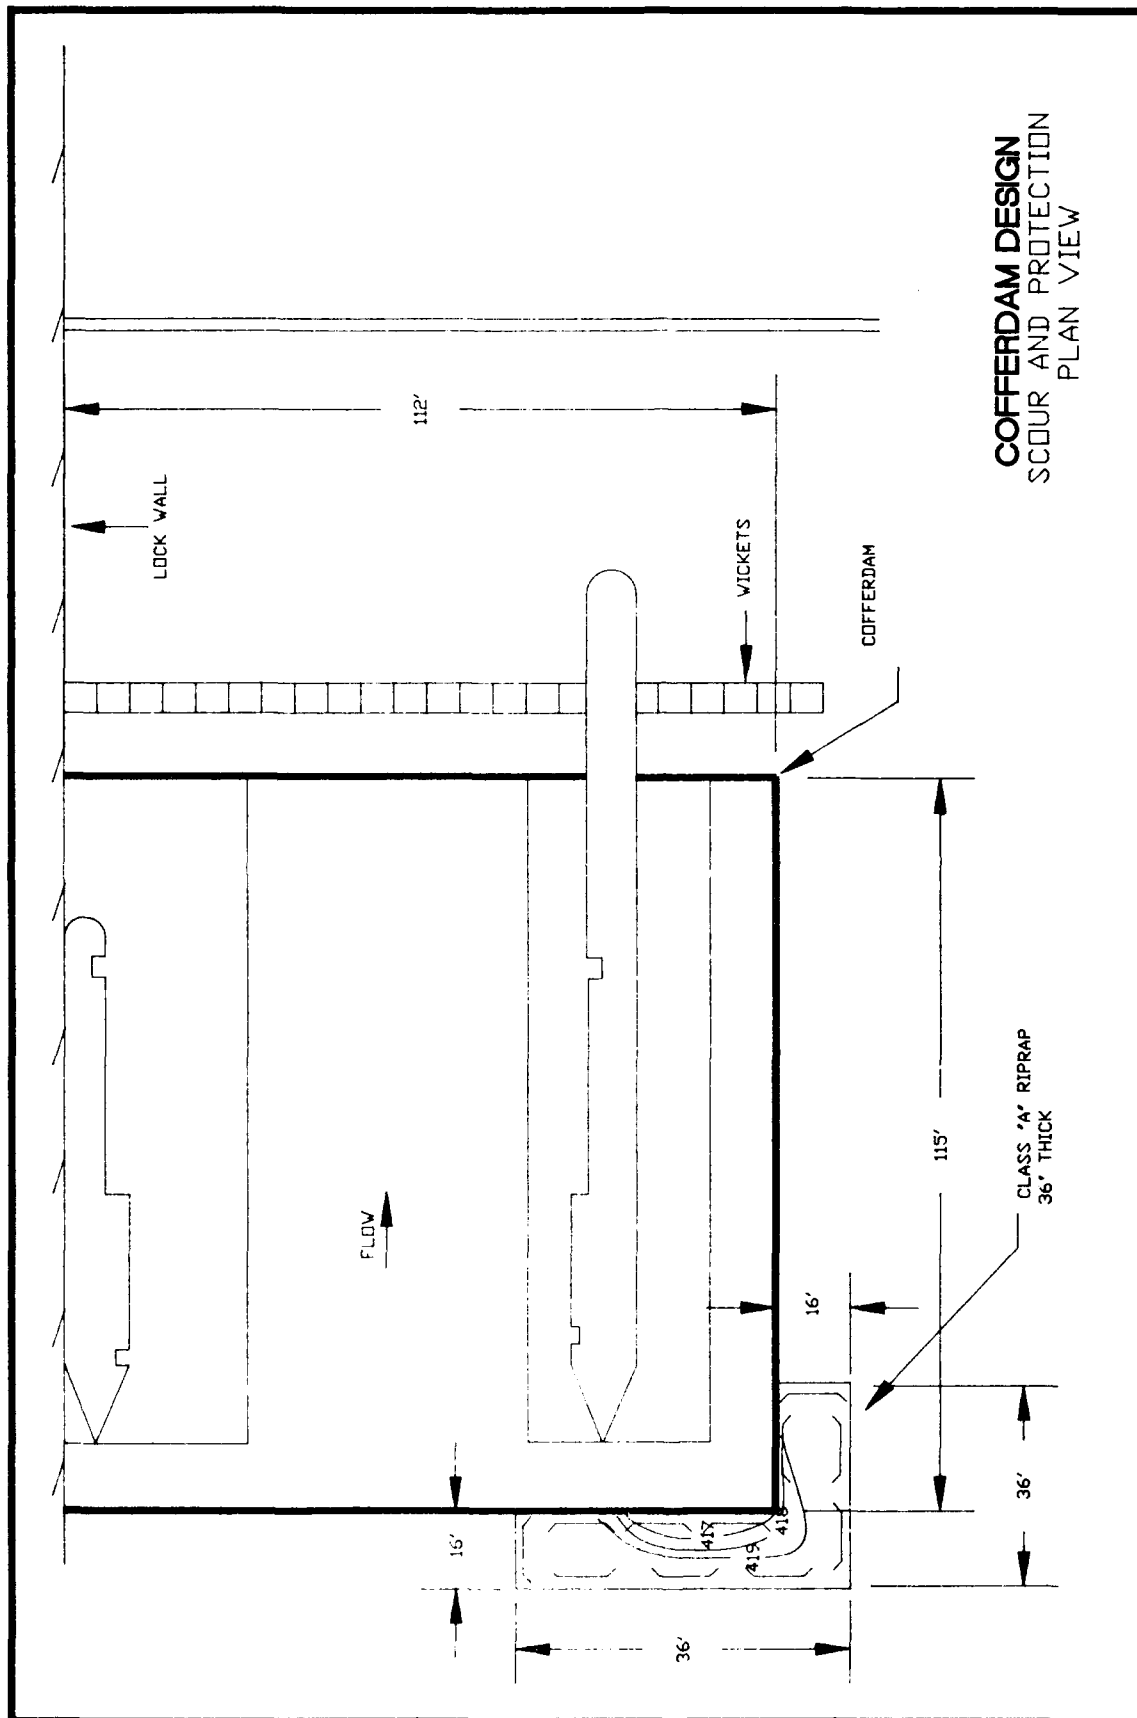 COFFERDAM DESIGN
SCOUR AND PROTECTION
PLAN VIEW
112'
LOCK WALL
WICKETS
COFFERDAM
FLOW
115'
CLASS "A" RIPRAP
36" THICK
16'
16'
36'
36'
417
418
419